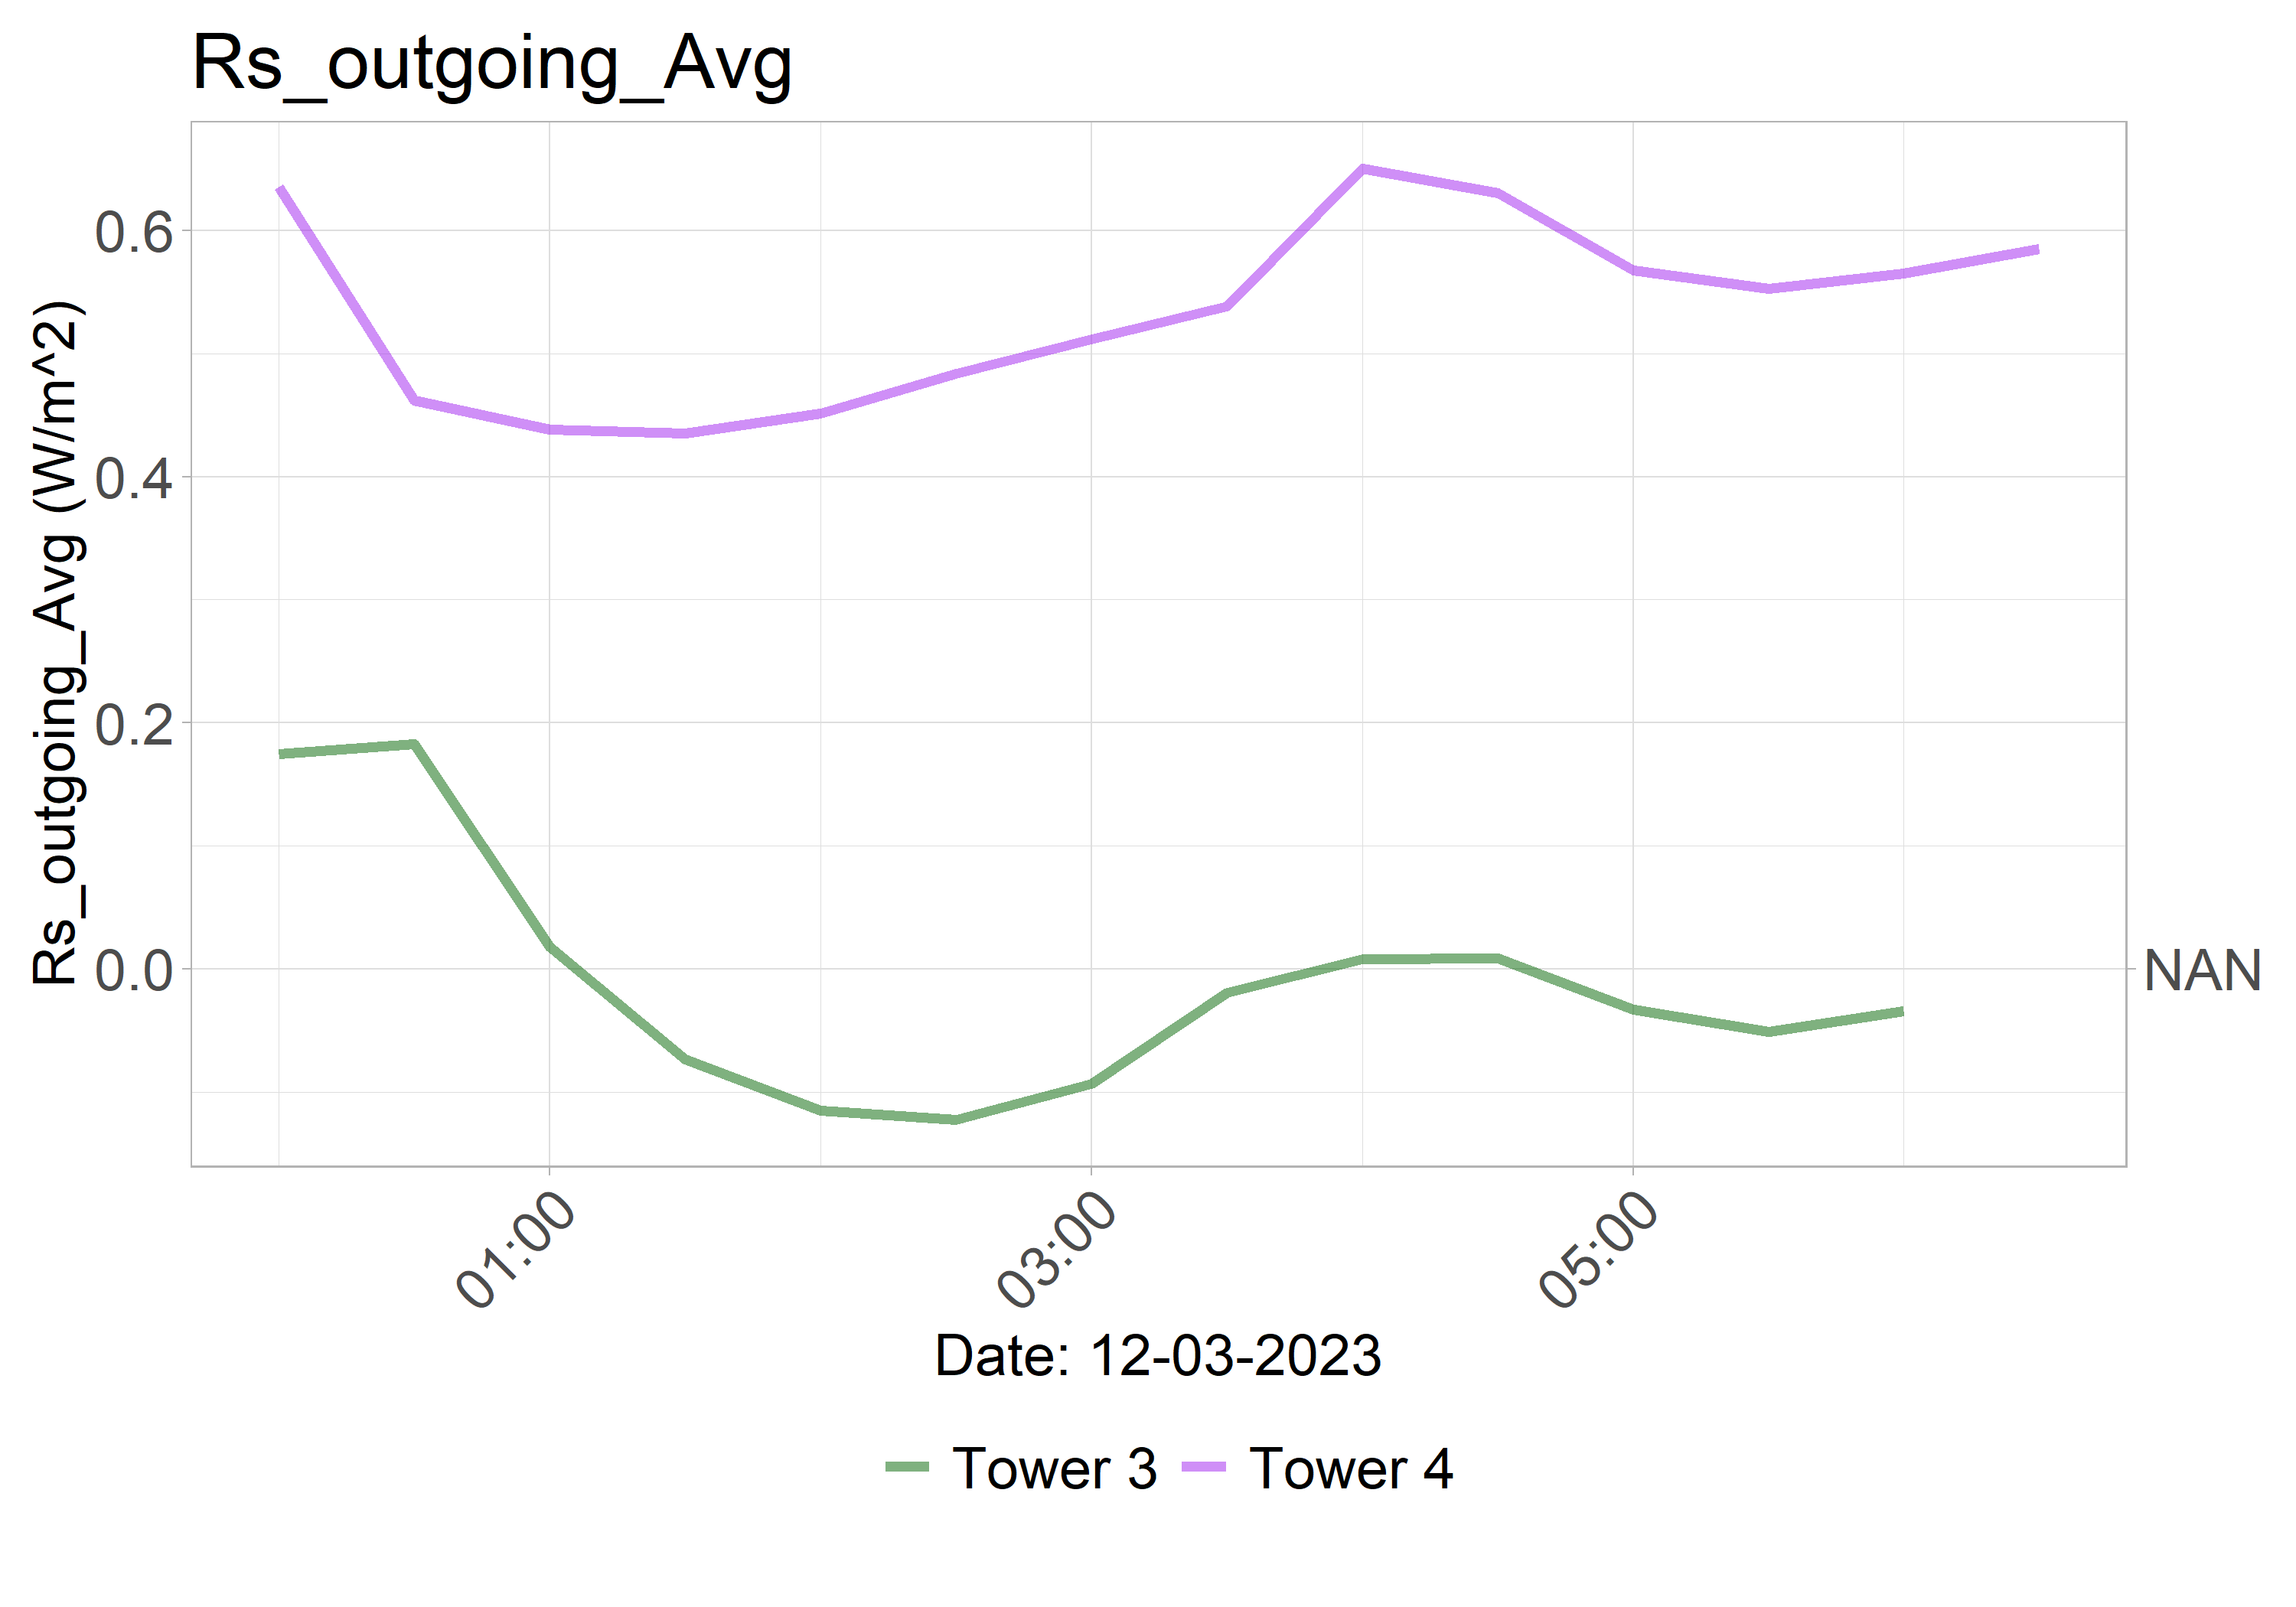 Rs_outgoing_Avg
Rs_outgoing_Avg (W/m^2)
0.6
0.4
0.2
0.0
NAN
01:00
03:00
05:00
Date: 12-03-2023
Tower 3
Tower 4